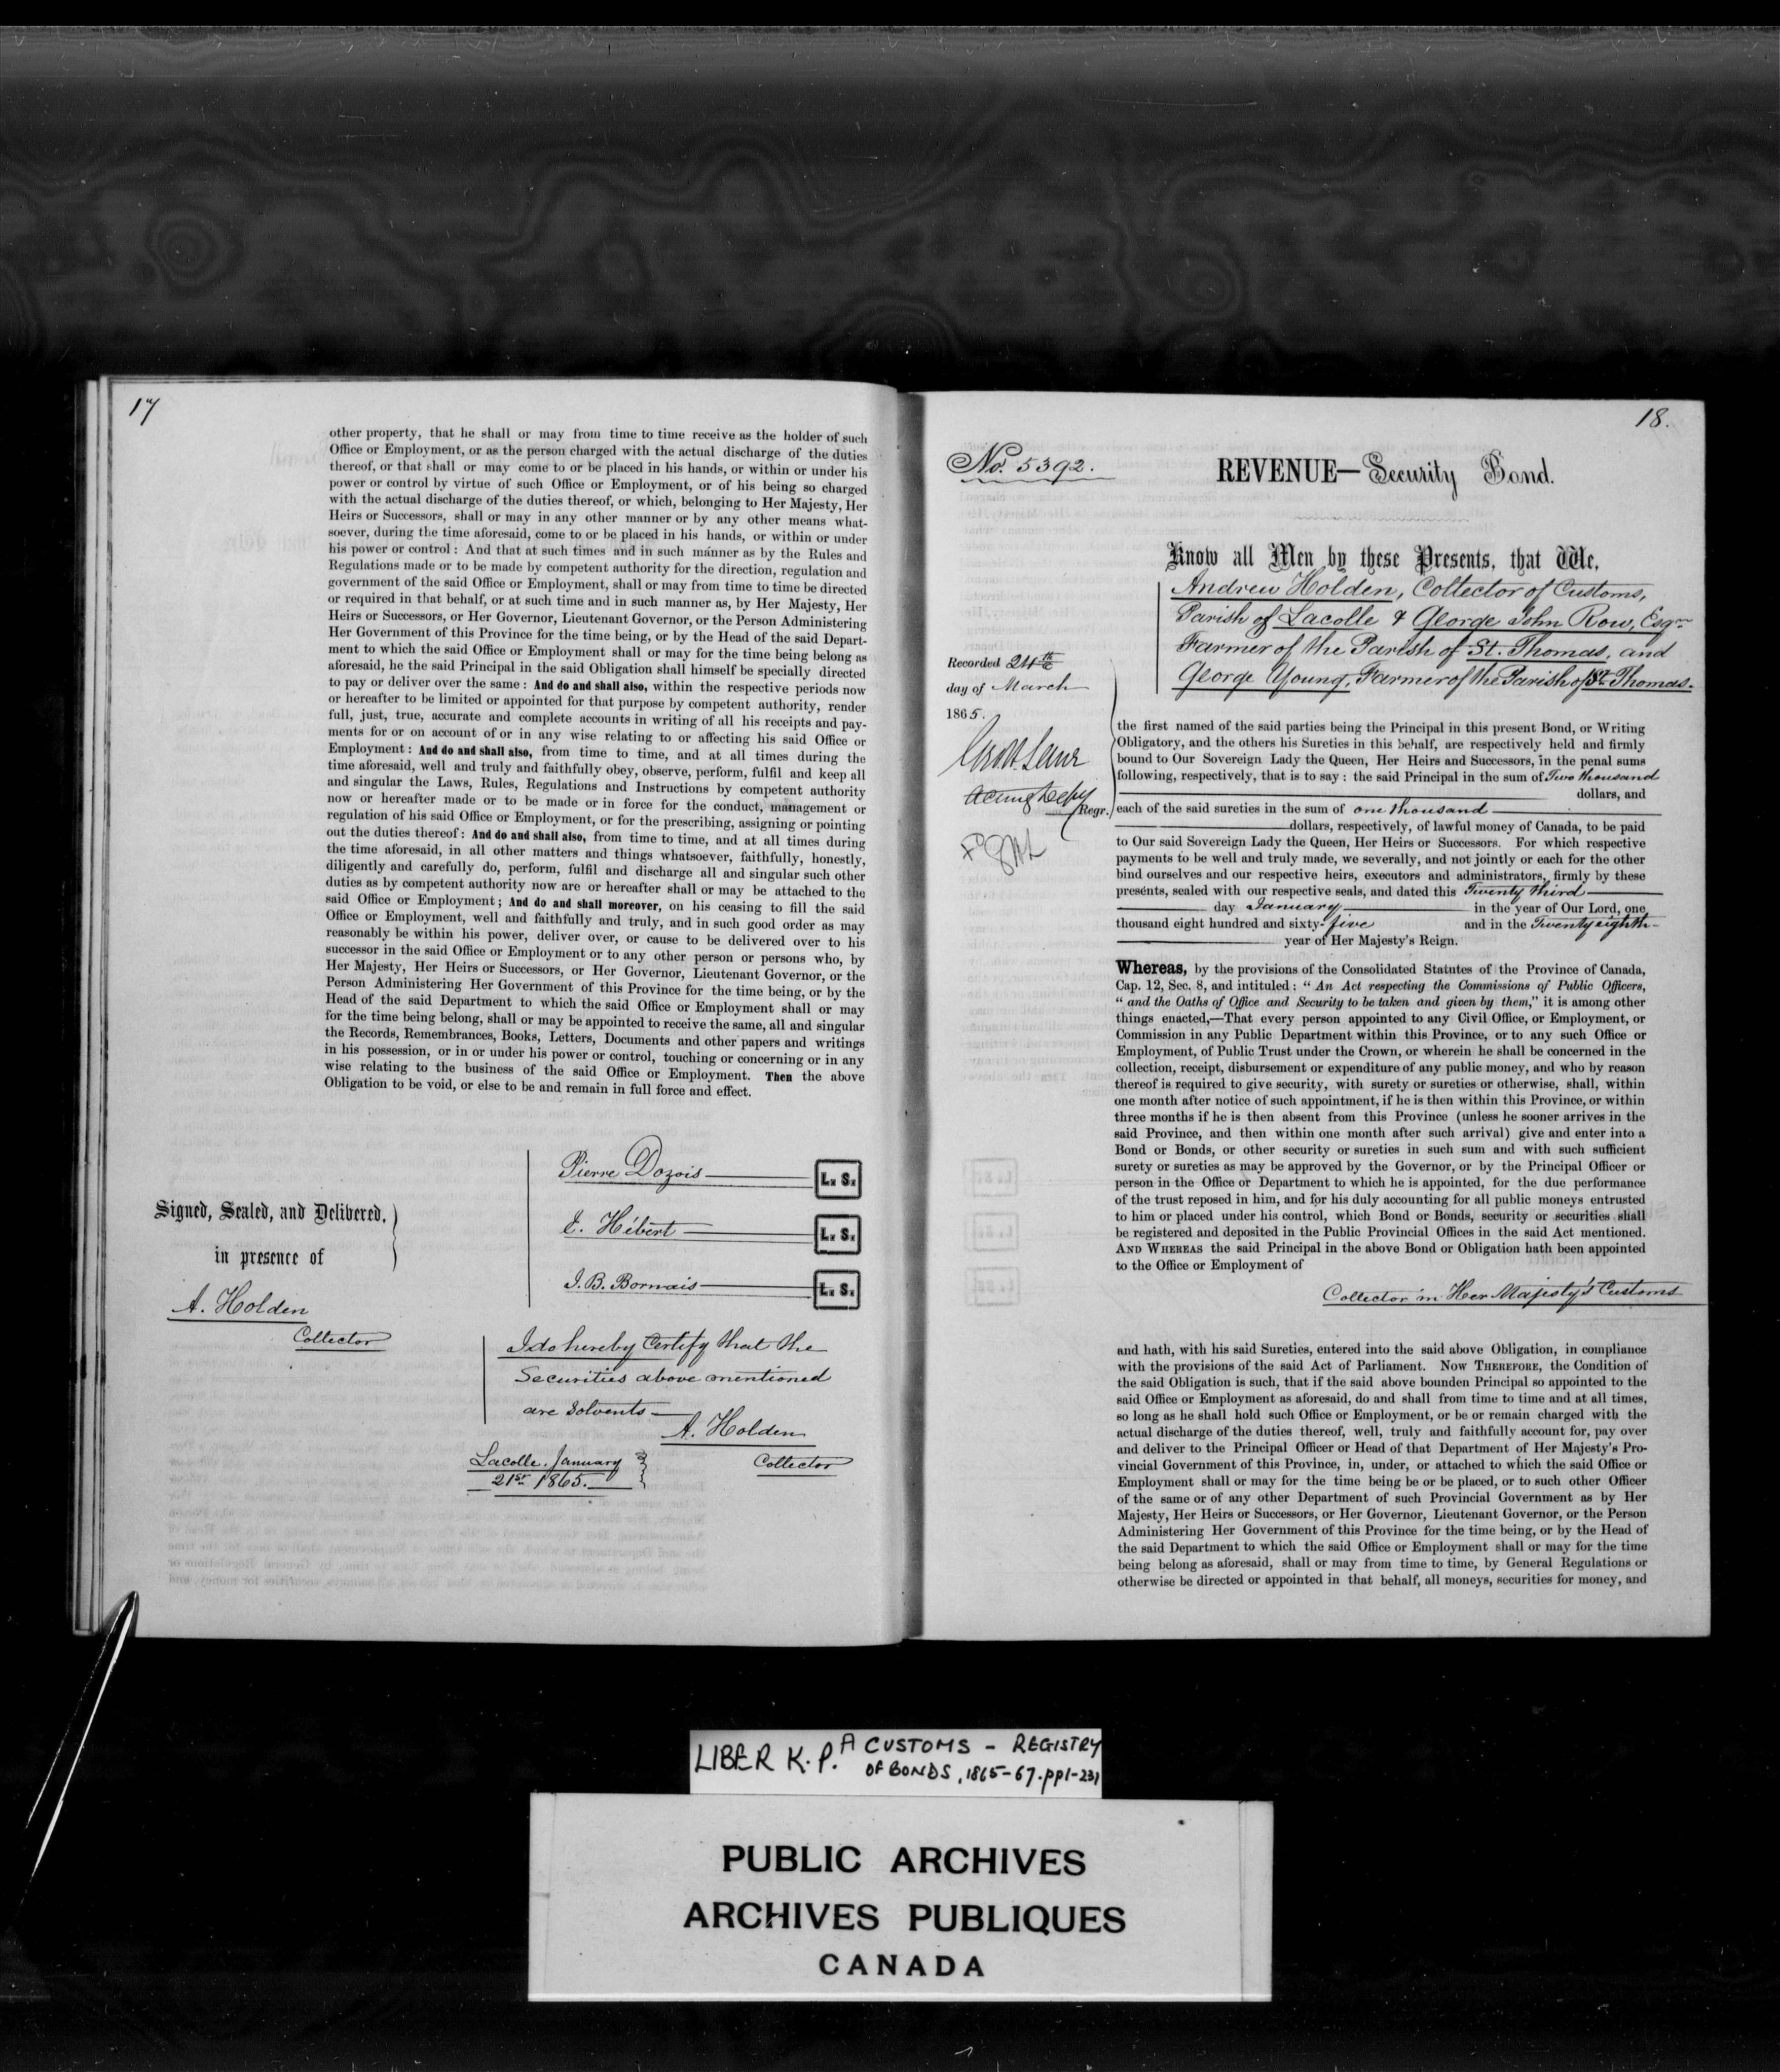 17
other property, that he shall or may from time to time receive as the holder of such
Office or Employment, or as the person charged with the actual discharge of the duties
thereof, or that shall or may come to or be placed in his hands, or within or under his
power or control by virtue of such Office or Employment, or of his being so charged
with the actual discharge of the duties thereof, or which, belonging to Her Majesty, Her
Heirs or Successors, shall or may in any other manner or by any other means what-
soever, during the time aforesaid, come to or be placed in his hands, or within or under
his power or control : And that at such times and in such manner as by the Rules and
Regulations made or to be made by competent authority for the direction, regulation and
government of the said Office or Employment, shall or may from time to time be directed
or required in that behalf, or at such time and in such manner as, by Her Majesty, Her
Heirs or Successors, or Her Governor, Lieutenant Governor, or the Person Administering
Her Government of this Province for the time being, or by the Head of the said Depart-
ment to which the said Office or Employment shall or may for the time being belong as
aforesaid, he the said Principal in the said Obligation shall himself be specially directed
to pay or deliver over the same : And do and shall also, within the respective periods now
or hereafter to be limited or appointed for that purpose by competent authority, render
full, just, true, accurate and complete accounts in writing of all his receipts and pay-
ments for or on account of or in any wise relating to or affecting his said Office or
Employment : And do and shall also, from time to time, and at all times during the
time aforesaid, well and truly and faithfully obey, observe, perform, fulfil and keep all
and singular the Laws, Rules, Regulations and Instructions by competent authority
now or hereafter made or to be made or in force for the conduct, management or
regulation of his said Office or Employment, or for the prescribing, assigning or pointing
out the duties thereof : And do and shall also, from time to time, and at all times during
the time aforesaid, in all other matters and things whatsoever, faithfully, honestly,
diligently and carefully do, perform, fulfil and discharge all and singular such other
duties as by competent authority now are or hereafter shall or may be attached to the
said Office or Employment ; And do and shall moreover, on his ceasing to fill the said
Office or Employment, well and faithfully and truly, and in such good order as may
reasonably be within his power, deliver over, or cause to be delivered over to his
successor in the said Office or Employment or to any other person or persons who, by
Her Majesty, Her Heirs or Successors, or Her Governor, Lieutenant Governor, or the
Person Administering Her Government of this Province for the time being, or by the
Head of the said Department to which the said Office or Employment shall or may
for the time being belong, shall or may be appointed to receive the same, all and singular
the Records, Remembrances, Books, Letters, Documents and other papers and writings
in his possession, or in or under his power or control, touching or concerning or in any
wise relating to the business of the said Office or Employment. Then the above
Obligation to be void, or else to be and remain in full force and effect.
Pierre Dozois L. S.
Signed, Sealed, and Delivered,
E. Hébert L. S.
in presence of
J. B. Bornais L. S.
A. Holden
Collector
I do hereby Certify that the
Securities above mentioned
are Solvents
A. Holden
Lacolle, January
Collector
21st 1865.
18.
No. 5392.
REVENUE—Security Bond.
Know all Men by these Presents, that We,
Andrew Holden, Collector of Customs,
Parish of Lacolle & George John Row, Esqre
Farmer of the Parish of St. Thomas, and
George Young, Farmer of the Parish of St. Thomas.
Recorded 24th
day of March
1865.
Acting Depy
Regr.
the first named of the said parties being the Principal in this present Bond, or Writing
Obligatory, and the others his Sureties in this behalf, are respectively held and firmly
bound to Our Sovereign Lady the Queen, Her Heirs and Successors, in the penal sums
following, respectively, that is to say : the said Principal in the sum of Two thousand
dollars, and
each of the said sureties in the sum of one thousand
dollars, respectively, of lawful money of Canada, to be paid
to Our said Sovereign Lady the Queen, Her Heirs or Successors. For which respective
payments to be well and truly made, we severally, and not jointly or each for the other
bind ourselves and our respective heirs, executors and administrators, firmly by these
presents, sealed with our respective seals, and dated this Twenty third
day January in the year of Our Lord, one
thousand eight hundred and sixty-five and in the Twenty eighth
year of Her Majesty's Reign.
Whereas, by the provisions of the Consolidated Statutes of the Province of Canada,
Cap. 12, Sec. 8, and intituled : " An Act respecting the Commissions of Public Officers,
" and the Oaths of Office and Security to be taken and given by them," it is among other
things enacted,—That every person appointed to any Civil Office, or Employment, or
Commission in any Public Department within this Province, or to any such Office or
Employment, of Public Trust under the Crown, or wherein he shall be concerned in the
collection, receipt, disbursement or expenditure of any public money, and who by reason
thereof is required to give security, with surety or sureties or otherwise, shall, within
one month after notice of such appointment, if he is then within this Province, or within
three months if he is then absent from this Province (unless he sooner arrives in the
said Province, and then within one month after such arrival) give and enter into a
Bond or Bonds, or other security or sureties in such sum and with such sufficient
surety or sureties as may be approved by the Governor, or by the Principal Officer or
person in the Office or Department to which he is appointed, for the due performance
of the trust reposed in him, and for his duly accounting for all public moneys entrusted
to him or placed under his control, which Bond or Bonds, security or securities shall
be registered and deposited in the Public Provincial Offices in the said Act mentioned.
AND WHEREAS the said Principal in the above Bond or Obligation hath been appointed
to the Office or Employment of
Collector in Her Majesty's Customs
and hath, with his said Sureties, entered into the said above Obligation, in compliance
with the provisions of the said Act of Parliament. NOW THEREFORE, the Condition of
the said Obligation is such, that if the said above bounden Principal so appointed to the
said Office or Employment as aforesaid, do and shall from time to time and at all times,
so long as he shall hold such Office or Employment, or be or remain charged with the
actual discharge of the duties thereof, well, truly and faithfully account for, pay over
and deliver to the Principal Officer or Head of that Department of Her Majesty's Pro-
vincial Government of this Province, in, under, or attached to which the said Office or
Employment shall or may for the time being be or be placed, or to such other Officer
of the same or of any other Department of such Provincial Government as by Her
Majesty, Her Heirs or Successors, or Her Governor, Lieutenant Governor, or the Person
Administering Her Government of this Province for the time being, or by the Head of
the said Department to which the said Office or Employment shall or may for the time
being belong as aforesaid, shall or may from time to time, by General Regulations or
otherwise be directed or appointed in that behalf, all moneys, securities for money, and
LIBER K.P. A CUSTOMS - REGISTRY
OF BONDS, 1865-67. pp1-231
PUBLIC ARCHIVES
ARCHIVES PUBLIQUES
CANADA